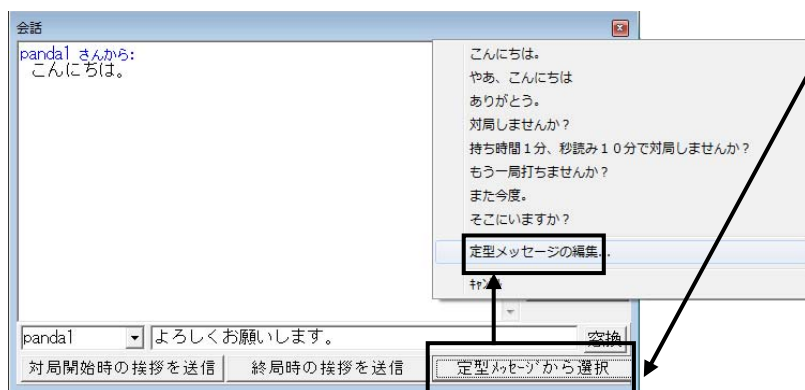 会話
panda1 さんから:
こんにちは。
こんにちは。
やあ、こんにちは
ありがとう。
対局しませんか？
持ち時間１分、秒読み１０分で対局しませんか？
もう一局打ちませんか？
また今度。
そこにいますか？
定型メッセージの編集...
panda1
よろしくお願いします。
窓換
対局開始時の挨拶を送信
終局時の挨拶を送信
定型ﾒｯｾｰｼﾞから選択